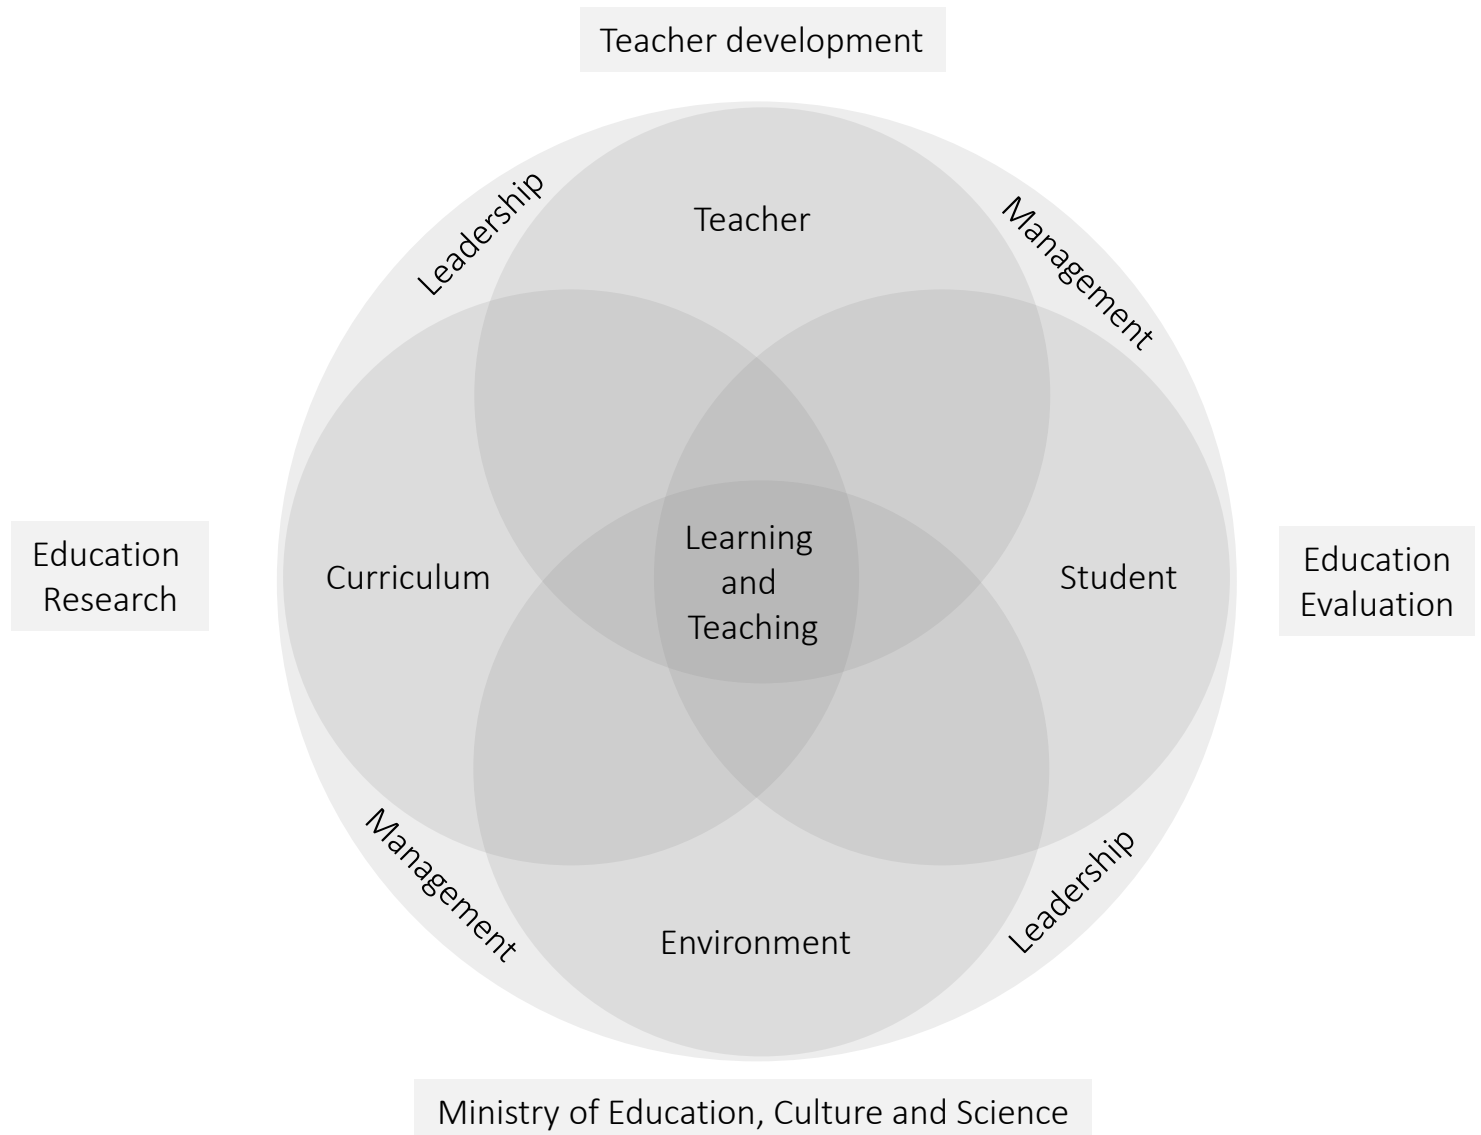 Teacher development
Leadership
Teacher
Management
Education
Research
Curriculum
Learning
and
Teaching
Student
Education
Evaluation
Management
Environment
Leadership
Ministry of Education, Culture and Science